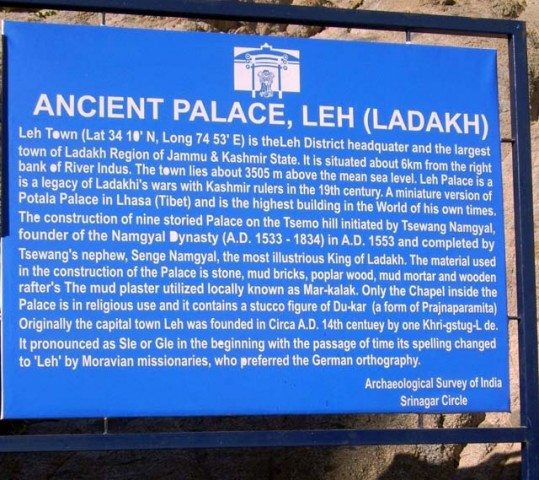 ANCIENT PALACE, LEH (LADAKH)
Leh Town (Lat 34 10' N, Long 74 53' E) is theLeh District headquater and the largest
town of Ladakh Region of Jammu & Kashmir State. It is situated about 6km from the right
bank of River Indus. The town lies about 3505 m above the mean sea level. Leh Palace is a
is a legacy of Ladakhi's wars with Kashmir rulers in the 19th century. A miniature version of
Potala Palace in Lhasa (Tibet) and is the highest building in the World of his own times.
The construction of nine storied Palace on the Tsemo hill initiated by Tsewang Namgyal,
founder of the Namgyal Dynasty (A.D. 1533 - 1834) in A.D. 1553 and completed by
Tsewang's nephew, Senge Namgyal, the most illustrious King of Ladakh. The material used
in the construction of the Palace is stone, mud bricks, poplar wood, mud mortar and wooden
rafter's The mud plaster utilized locally known as Mar-kalak. Only the Chapel inside the
Palace is in religious use and it contains a stucco figure of Du-kar (a form of Prajnaparamita)
Originally the capital town Leh was founded in Circa A.D. 14th centuey by one Khri-gstug-L de.
It pronounced as Sle or Gle in the beginning with the passage of time its spelling changed
to 'Leh' by Moravian missionaries, who preferred the German orthography.
Archaeological Survey of India
Srinagar Circle